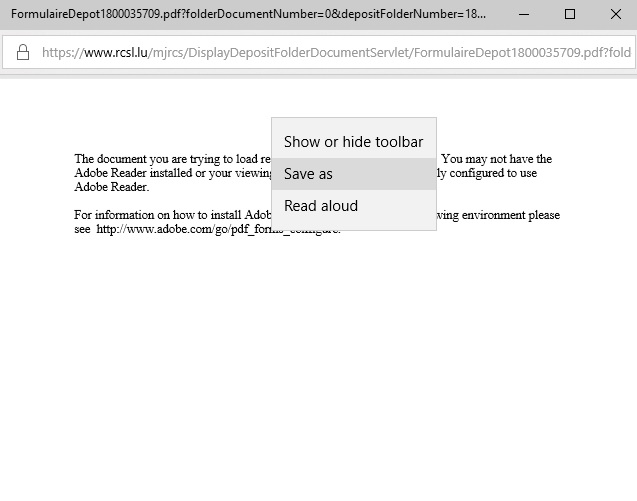 FormulaireDepot1800035709.pdf?folderDocumentNumber=0&depositFolderNumber=18...
https://www.rcsl.lu/mjrcs/DisplayDepositFolderDocumentServlet/FormulaireDepot1800035709.pdf?fold
Show or hide toolbar
Save as
Read aloud
The document you are trying to load re You may not have the
Adobe Reader installed or your viewing ly configured to use
Adobe Reader.
For information on how to install Adob wing environment please
see http://www.adobe.com/go/pdf_forms_configure.